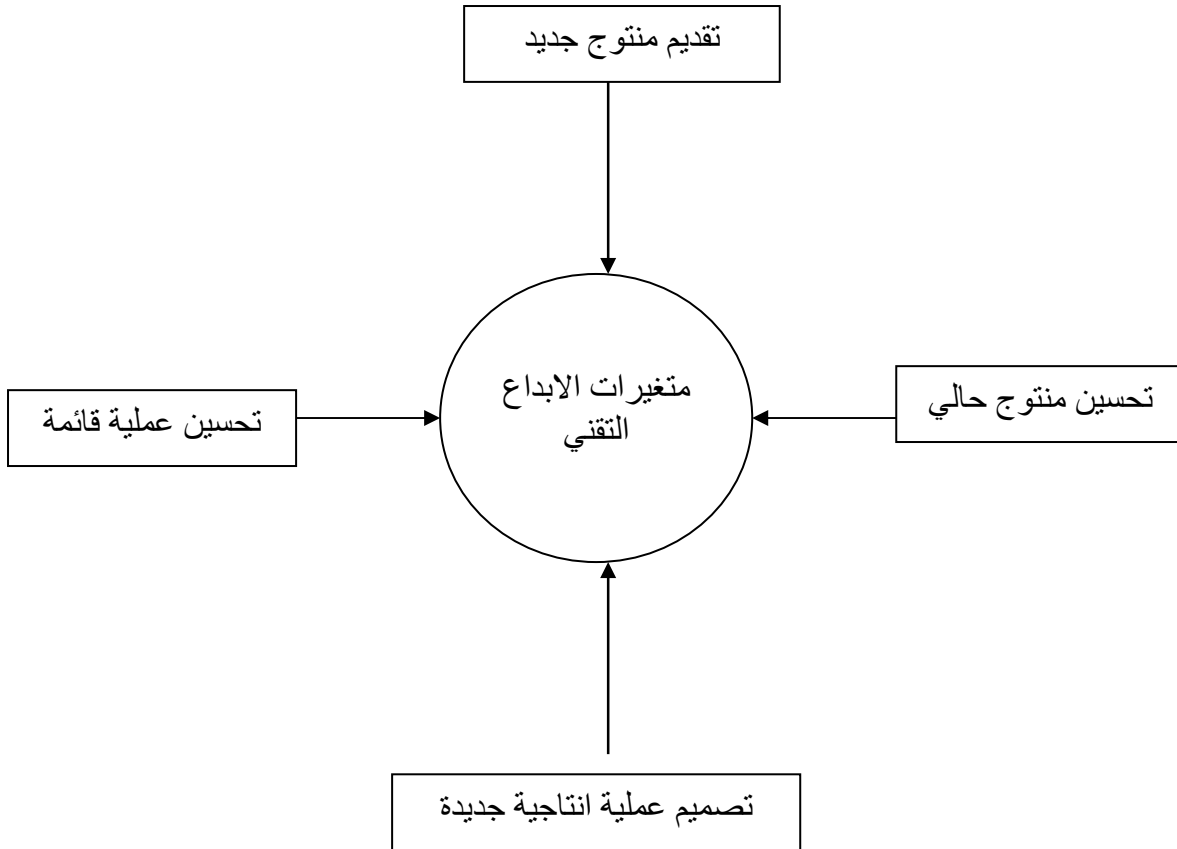 تقديم منتوج جديد
متغيرات الابداع
التقني
تحسين منتوج حالي
تحسين عملية قائمة
تصميم عملية انتاجية جديدة